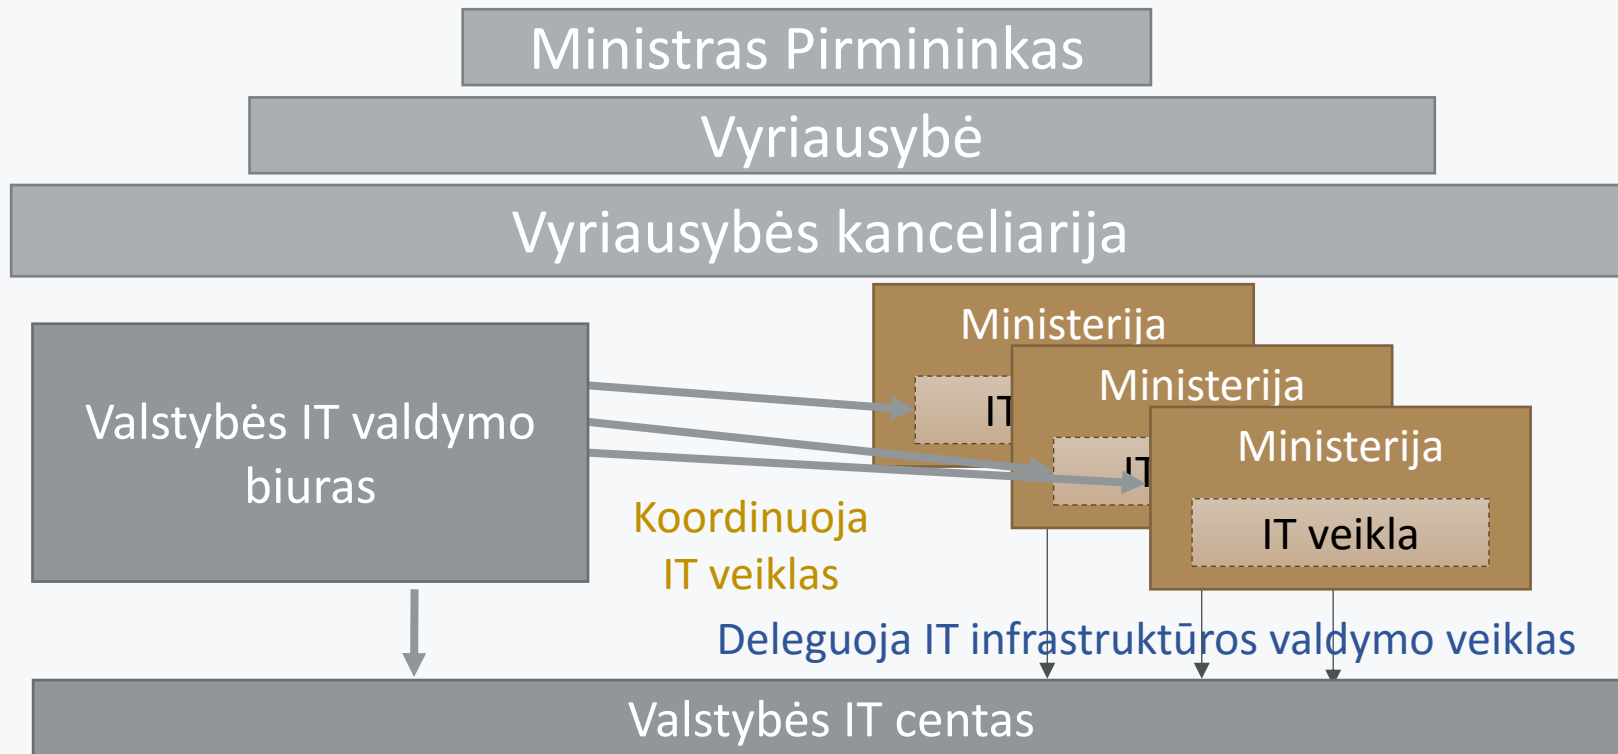 Ministras Pirmininkas
Vyriausybė
Vyriausybės kanceliarija
Valstybės IT valdymo
biuras
Ministerija
IT
Ministerija
IT
Ministerija
IT veikla
Koordinuoja
IT veiklas
Deleguoja IT infrastruktūros valdymo veiklas
Valstybės IT centas